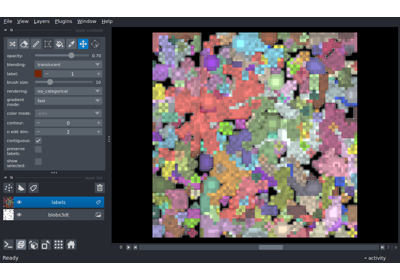 File View Layers Plugins Window Help
opacity: 0.70
blending: translucent
label: 1
brush size: 10
rendering: iso_categorical
gradient mode: fast
color mode:
contour: 0
n edit dim: 2
contiguous:
preserve labels:
show selected:
labels
blobs3dt
0
Ready
activity